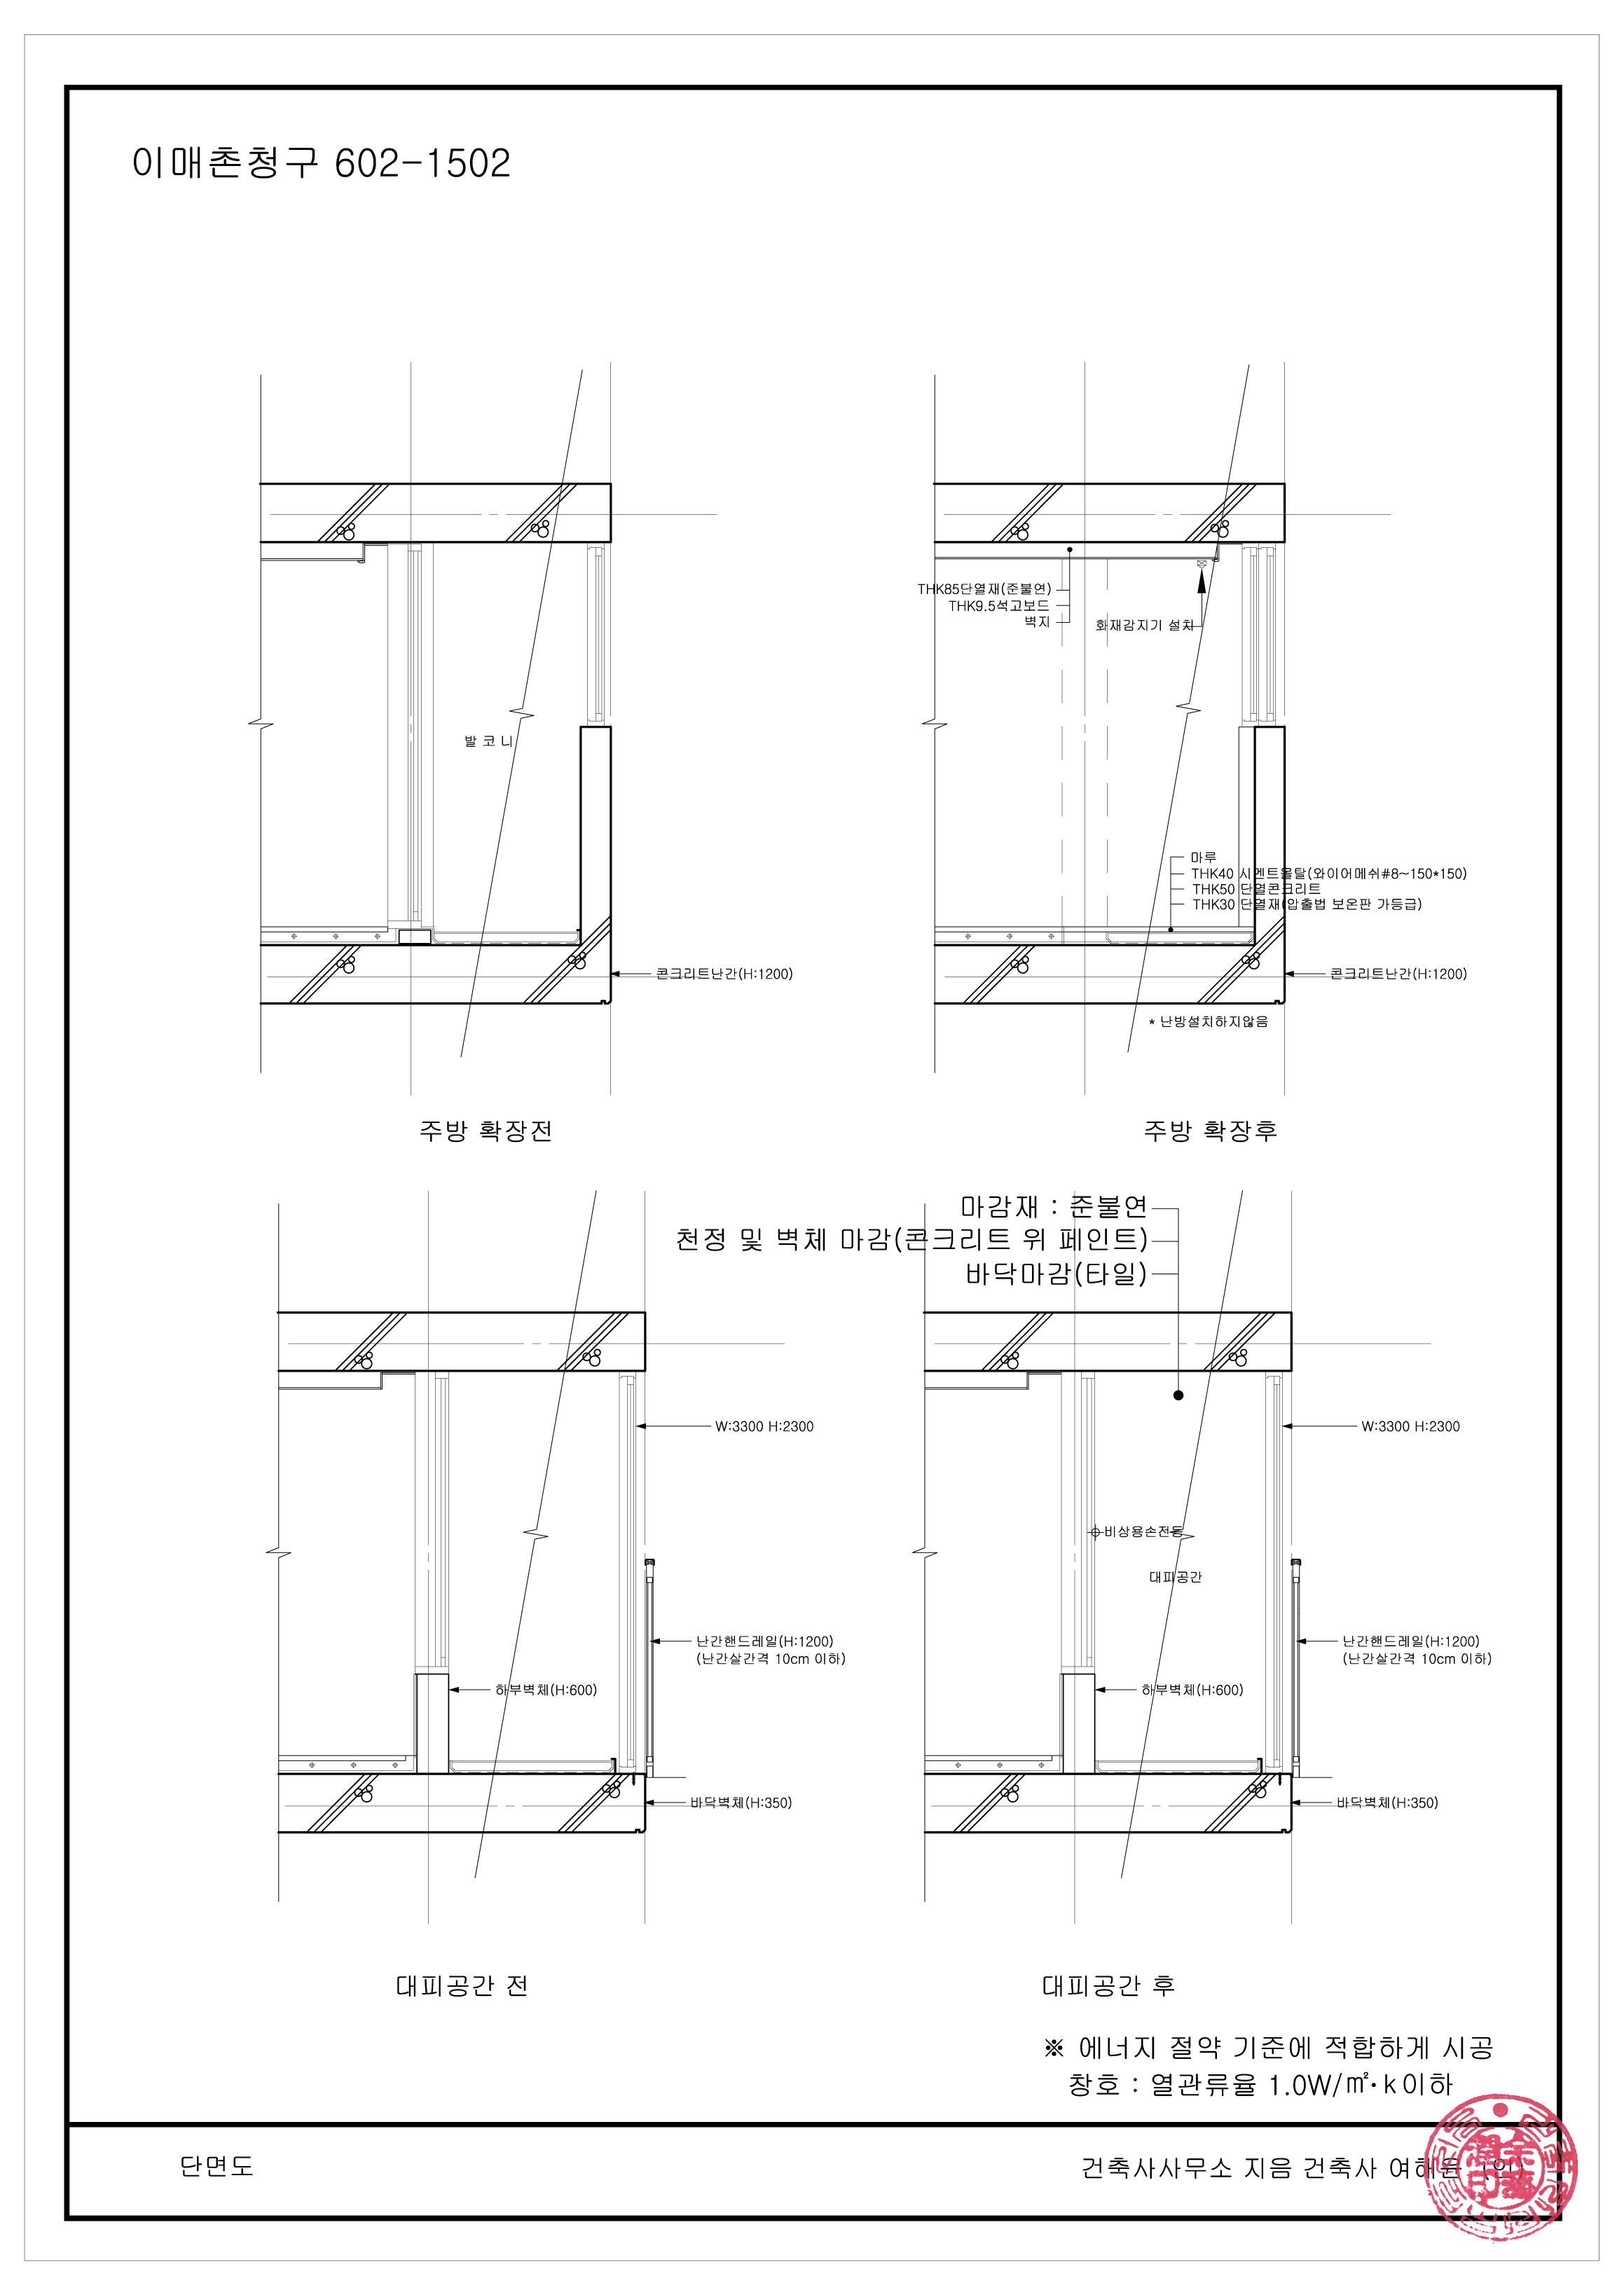 이매촌청구 602-1502
발 코 니
콘크리트난간(H:1200)
주방 확장전
THK85단열재(준불연)
THK9.5석고보드
벽지
화재감지기 설치
마루
THK40 시멘트몰탈(와이어메쉬#8~150*150)
THK50 단열콘크리트
THK30 단열재(압출법 보온판 가등급)
콘크리트난간(H:1200)
* 난방설치하지않음
주방 확장후
W:3300 H:2300
난간핸드레일(H:1200)
(난간살간격 10cm 이하)
하부벽체(H:600)
바닥벽체(H:350)
대피공간 전
마감재 : 준불연
천정 및 벽체 마감(콘크리트 위 페인트)
바닥마감(타일)
W:3300 H:2300
비상용손전등
대피공간
난간핸드레일(H:1200)
(난간살간격 10cm 이하)
하부벽체(H:600)
바닥벽체(H:350)
대피공간 후
※ 에너지 절약 기준에 적합하게 시공
창호 : 열관류율 1.0W/㎡·k이하
단면도
건축사사무소 지음 건축사 (인)